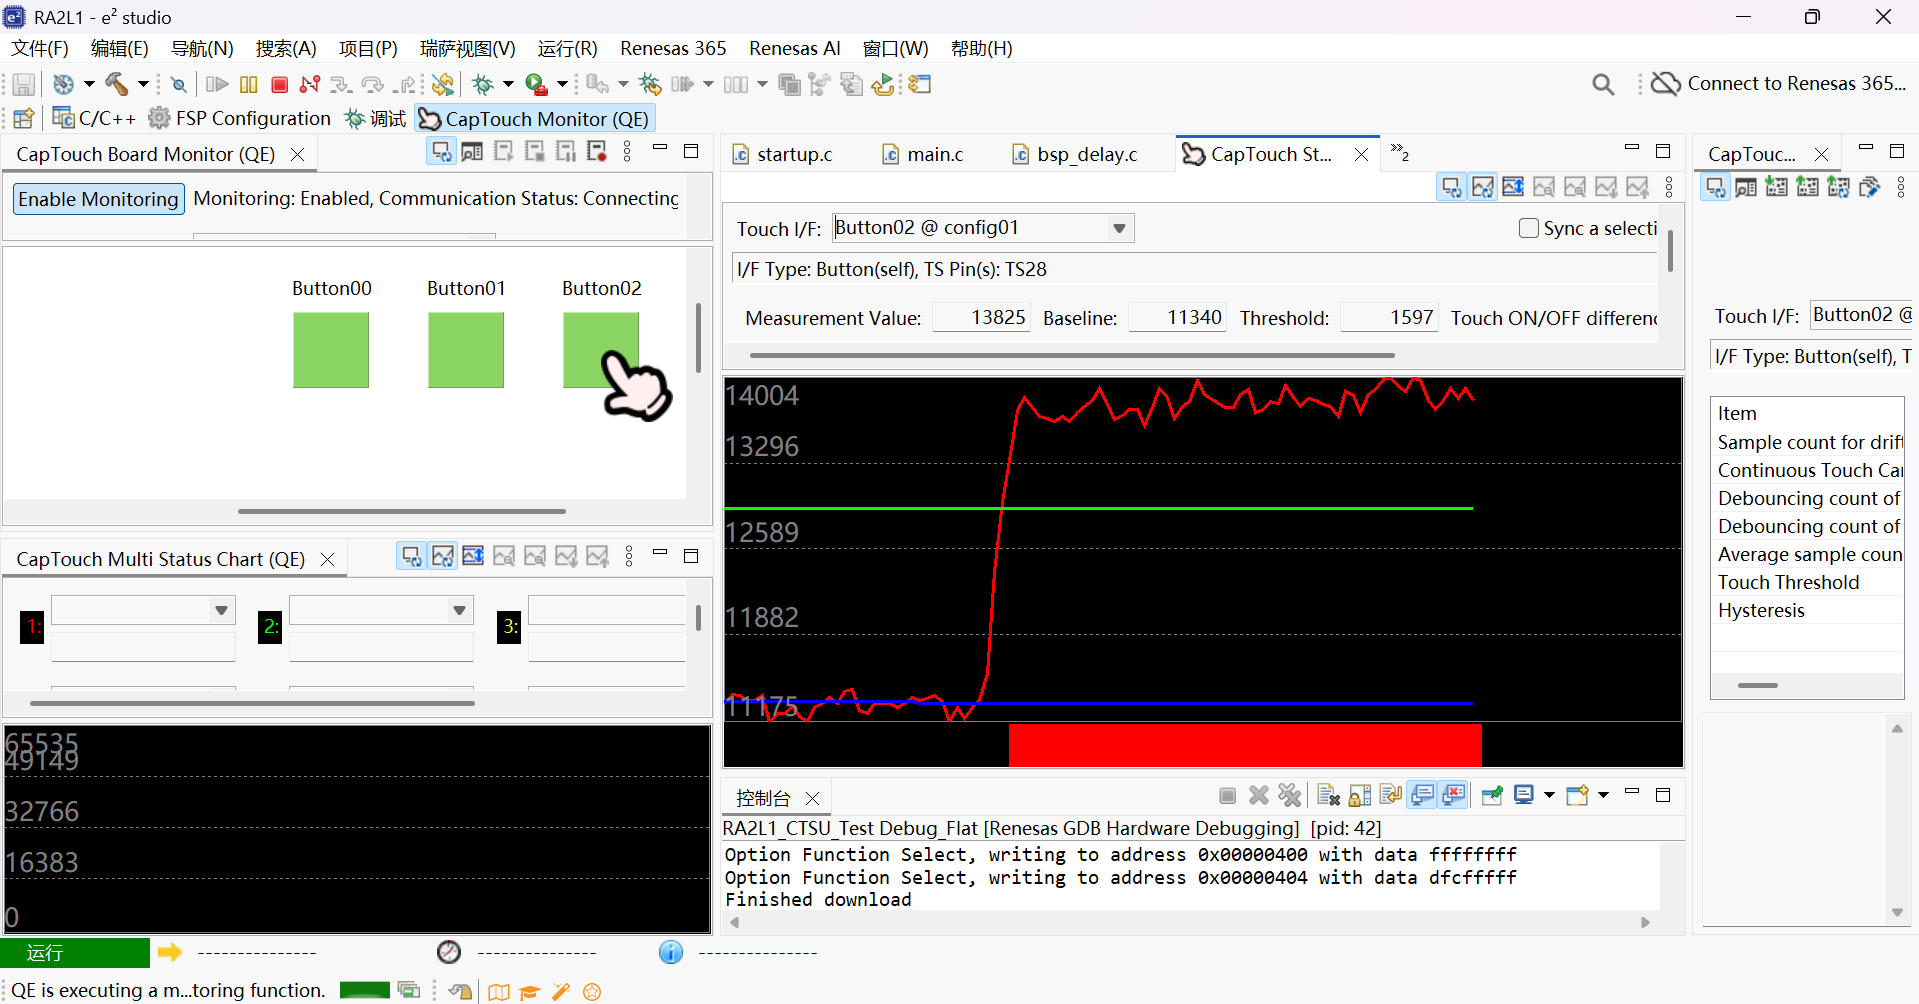 RA2L1 - e² studio
文件(F) 编辑(E) 导航(N) 搜索(A) 项目(P) 瑞萨视图(V) 运行(R) Renesas 365 Renesas AI 窗口(W) 帮助(H)
Connect to Renesas 365...
C/C++ FSP Configuration 调试 CapTouch Monitor (QE)
CapTouch Board Monitor (QE)
Enable Monitoring Monitoring: Enabled, Communication Status: Connecting
Button00 Button01 Button02
CapTouch Multi Status Chart (QE)
1: 2: 3:
65535
49149
32766
16383
0
startup.c main.c bsp_delay.c CapTouch St... »2
Touch I/F: Button02 @ config01 Sync a selecti
I/F Type: Button(self), TS Pin(s): TS28
Measurement Value: 13825 Baseline: 11340 Threshold: 1597 Touch ON/OFF differen
14004
13296
12589
11882
11175
控制台
RA2L1_CTSU_Test Debug_Flat [Renesas GDB Hardware Debugging] [pid: 42]
Option Function Select, writing to address 0x00000400 with data ffffffff
Option Function Select, writing to address 0x00000404 with data dfcfffff
Finished download
CapTouc...
Touch I/F: Button02 @
I/F Type: Button(self), T
Item
Sample count for drift
Continuous Touch Can
Debouncing count of
Debouncing count of
Average sample coun
Touch Threshold
Hysteresis
运行 --------------- --------------- ---------------
QE is executing a m...toring function.